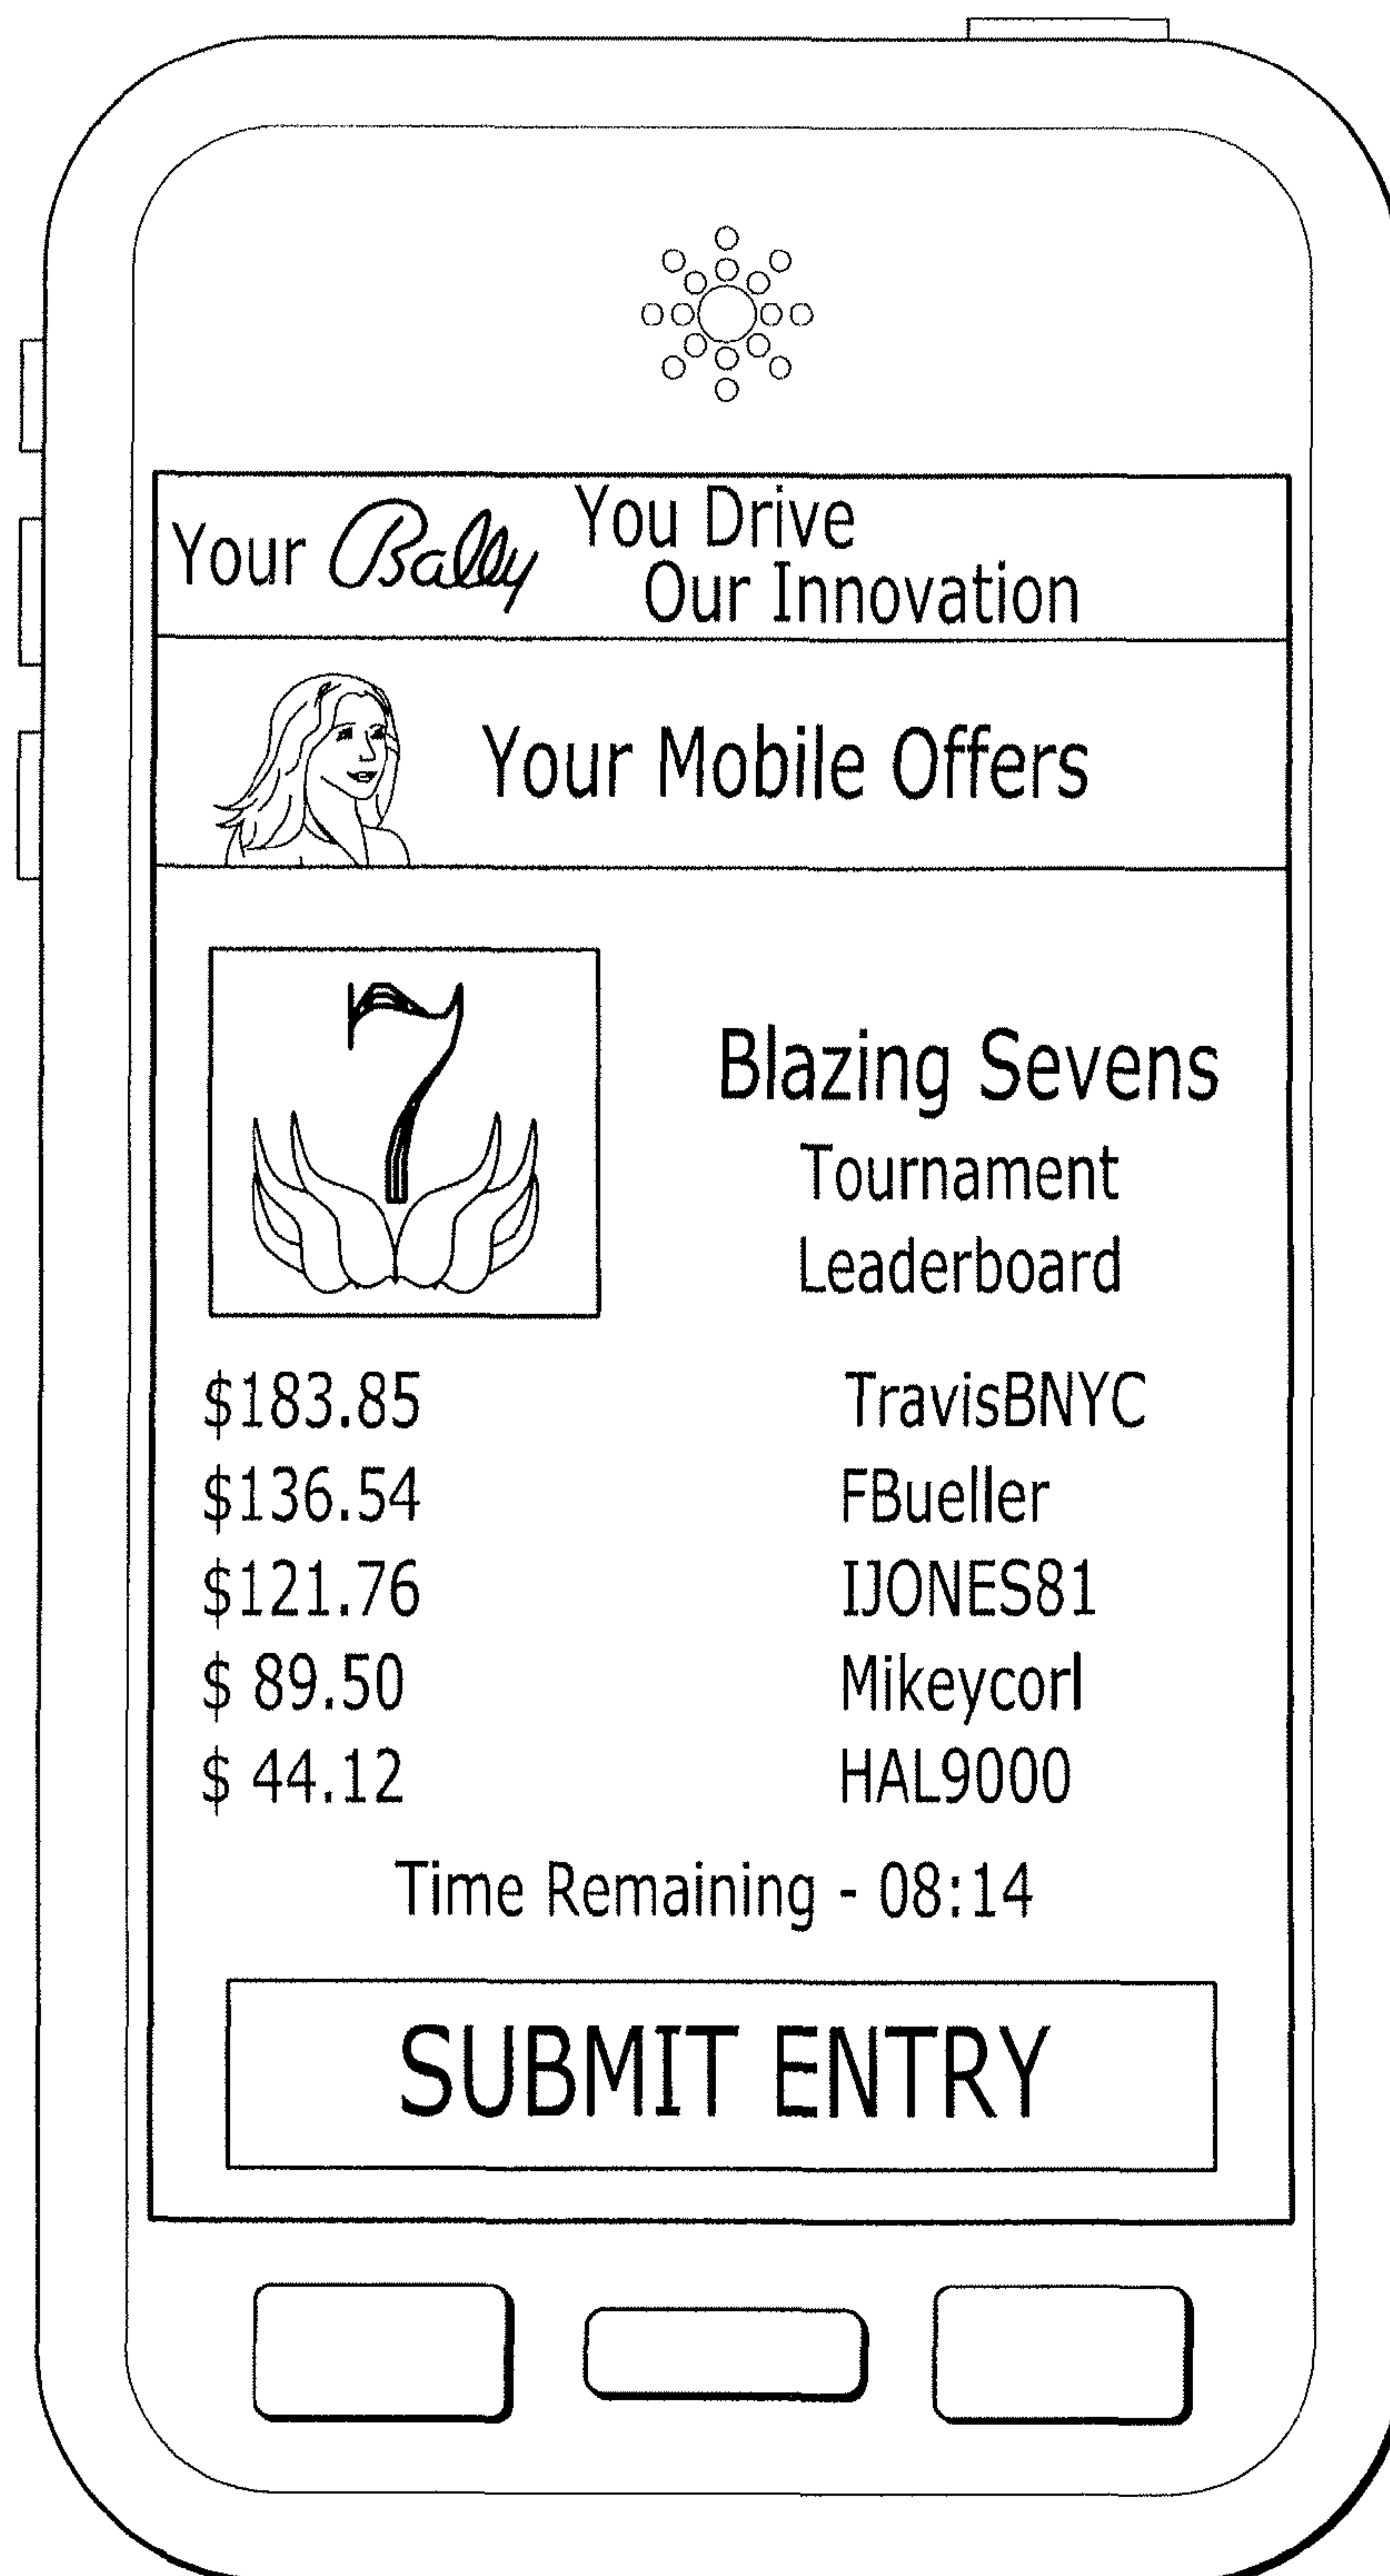 Your Bally You Drive
Our Innovation
Your Mobile Offers
7
Blazing Sevens
Tournament
Leaderboard
$183.85 TravisBNYC
$136.54 FBueller
$121.76 IJONES81
$ 89.50 Mikeycorl
$ 44.12 HAL9000
Time Remaining - 08:14
SUBMIT ENTRY